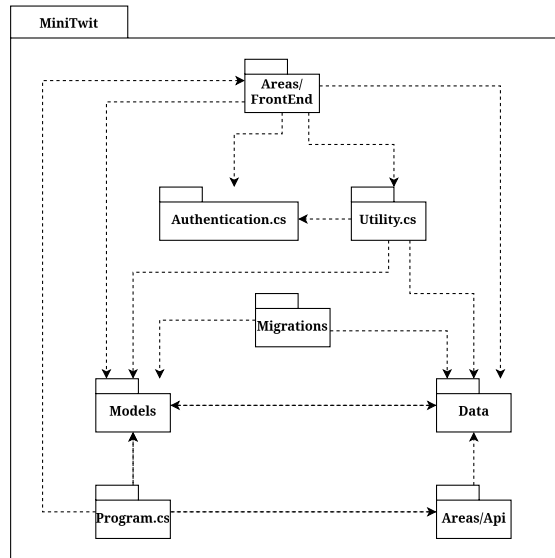 MiniTwit
Areas/
FrontEnd
Authentication.cs
Utility.cs
Migrations
Models
Data
Program.cs
Areas/Api